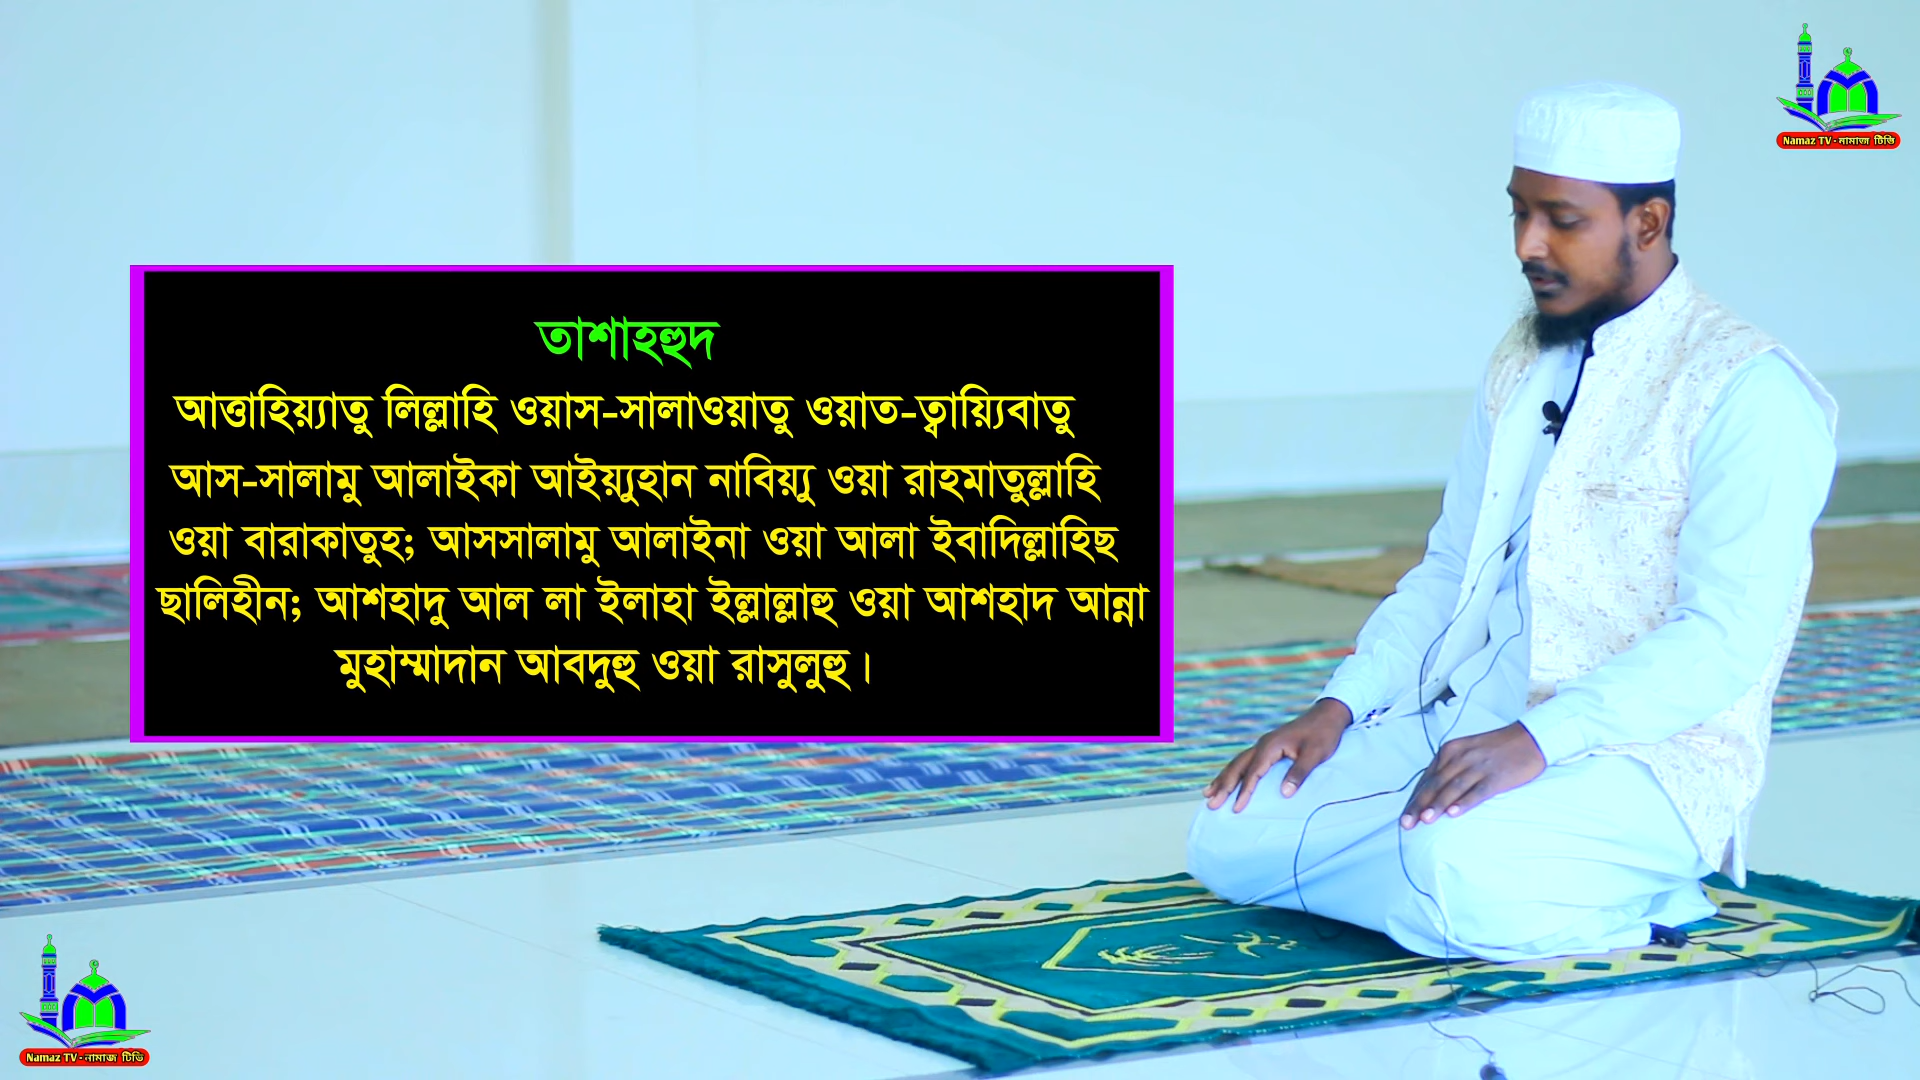 Namaz TV - নামাজ টিভি
তাশাহহুদ
আত্তাহিয়্যাতু লিল্লাহি ওয়াস-সালাওয়াতু ওয়াত-ত্বায়্যিবাতু
আস-সালামু আলাইকা আইয়্যুহান নাবিয়্যু ওয়া রাহমাতুল্লাহি
ওয়া বারাকাতুহ; আসসালামু আলাইনা ওয়া আলা ইবাদিল্লাহিছ
ছালিহীন; আশহাদু আল লা ইলাহা ইল্লাল্লাহু ওয়া আশহাদ আন্না
মুহাম্মাদান আবদুহু ওয়া রাসুলুহু।
Namaz TV - নামাজ টিভি